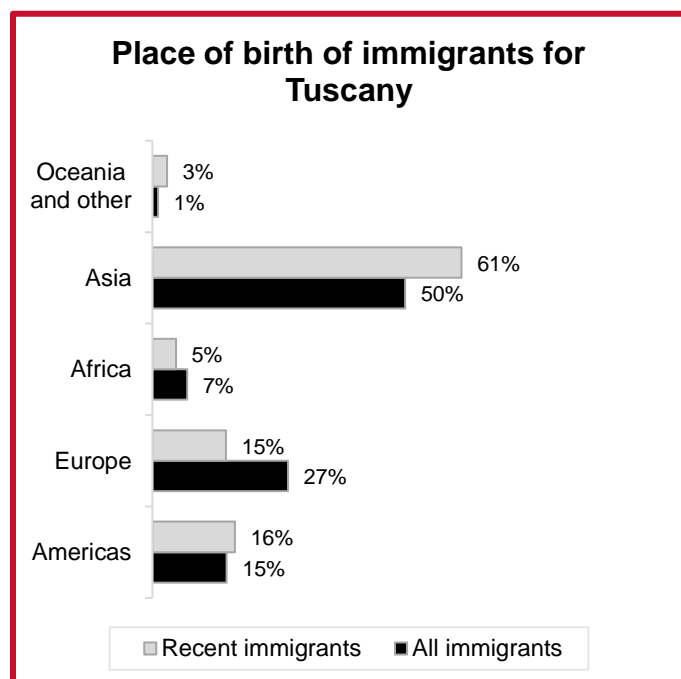 Place of birth of immigrants for
Tuscany
Oceania
and other
3%
1%
Asia
61%
50%
Africa
5%
7%
Europe
15%
27%
Americas
16%
15%
Recent immigrants
All immigrants